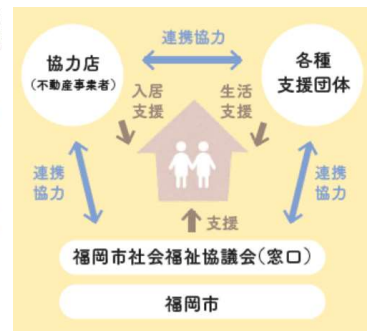 連携協力
協力店
（不動産事業者）
各種
支援団体
入居
支援
生活
支援
連携
協力
連携
協力
支援
福岡市社会福祉協議会（窓口）
福岡市